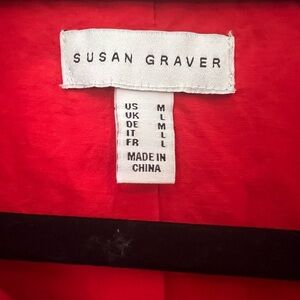 SUSAN GRAVER
US M
UK L
DE M
IT L
FR L
MADE IN
CHINA